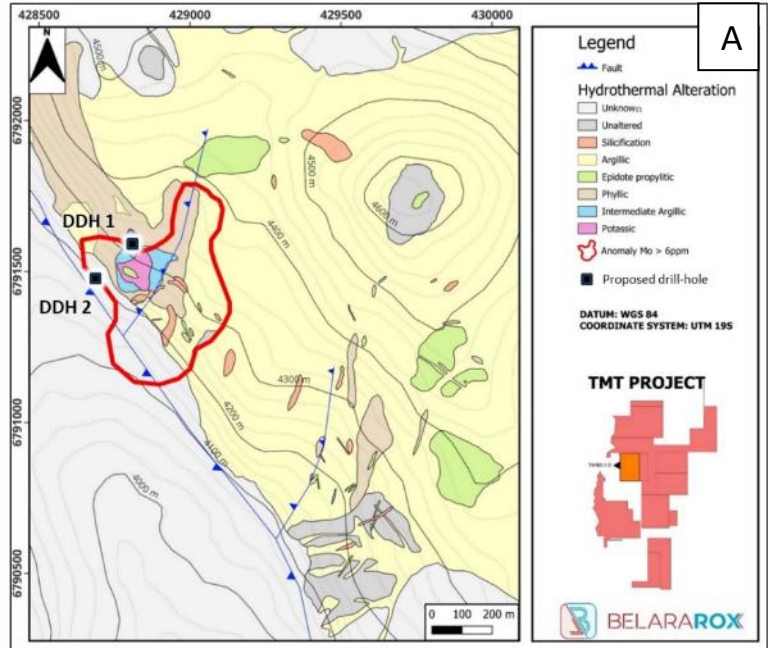 428500
429000
429500
430000
A
N
4500 m
6792000
6791500
6791000
6790500
DDH 1
DDH 2
4500 m
4600 m
4400 m
4300 m
4200 m
4100 m
4000 m
0 100 200 m
Legend
Fault
Hydrothermal Alteration
Unknown
Unaltered
Silicification
Argillic
Epidote propylitic
Phyllic
Intermediate Argillic
Potassic
Anomaly Mo > 6ppm
Proposed drill-hole
DATUM: WGS 84
COORDINATE SYSTEM: UTM 19S
TMT PROJECT
BELARAROX